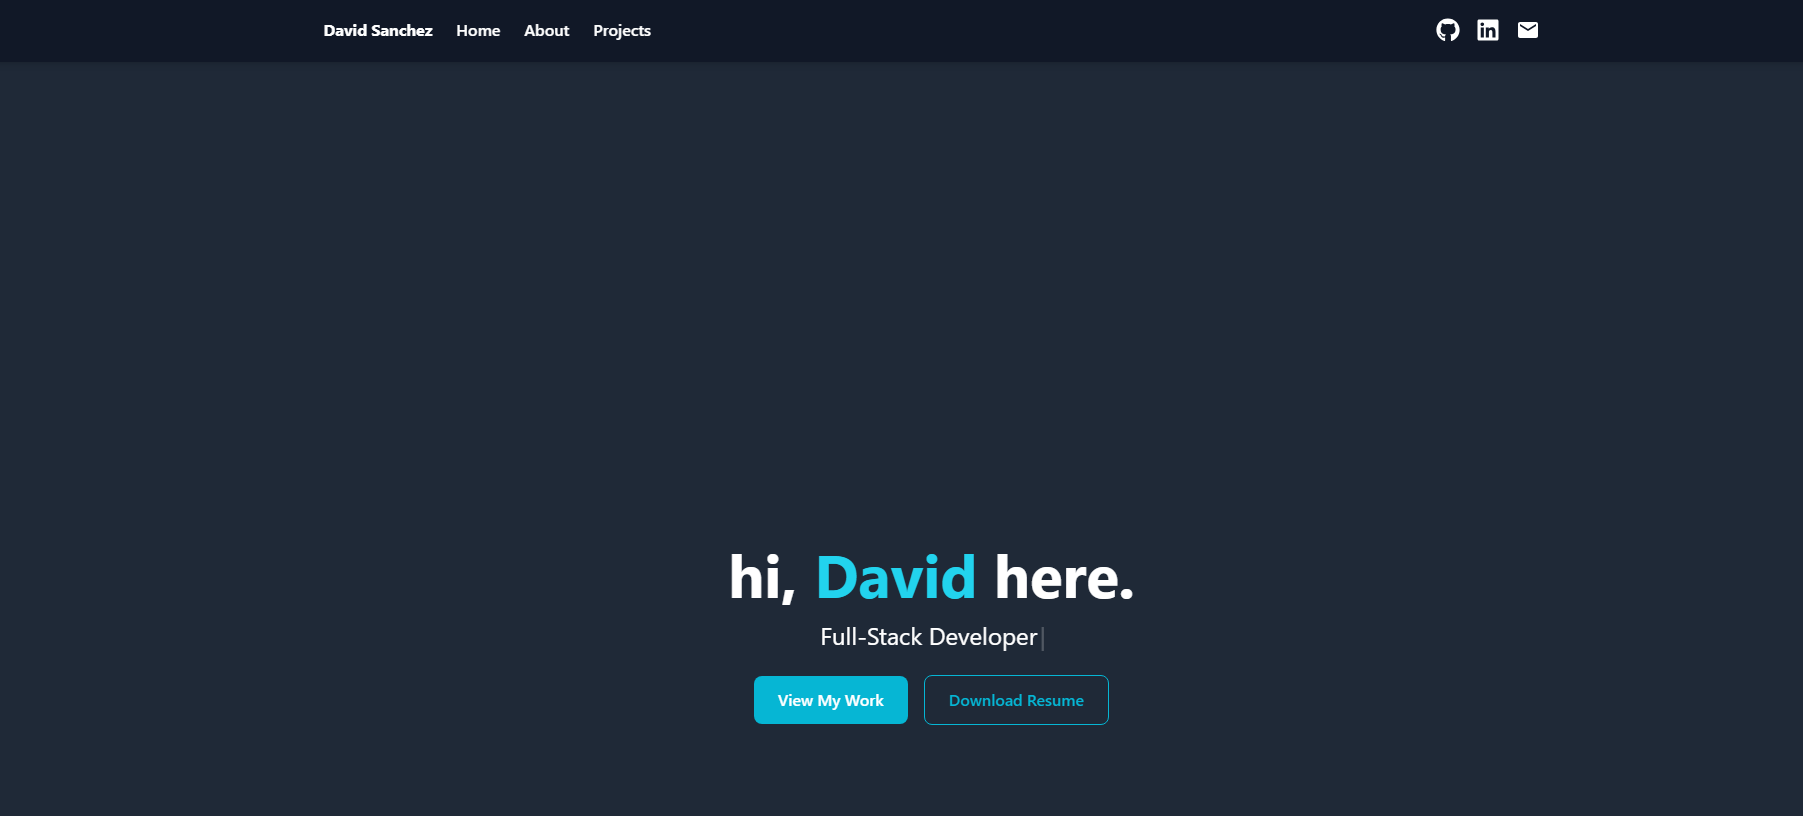 David Sanchez Home About Projects
hi, David here.
Full-Stack Developer
View My Work Download Resume